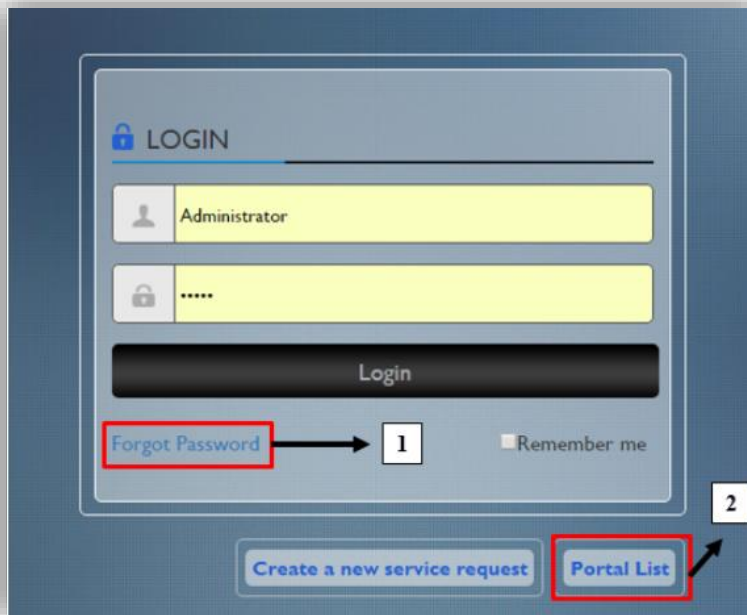 LOGIN
Administrator
•••••
Login
Forgot Password 1 Remember me
2
Create a new service request Portal List